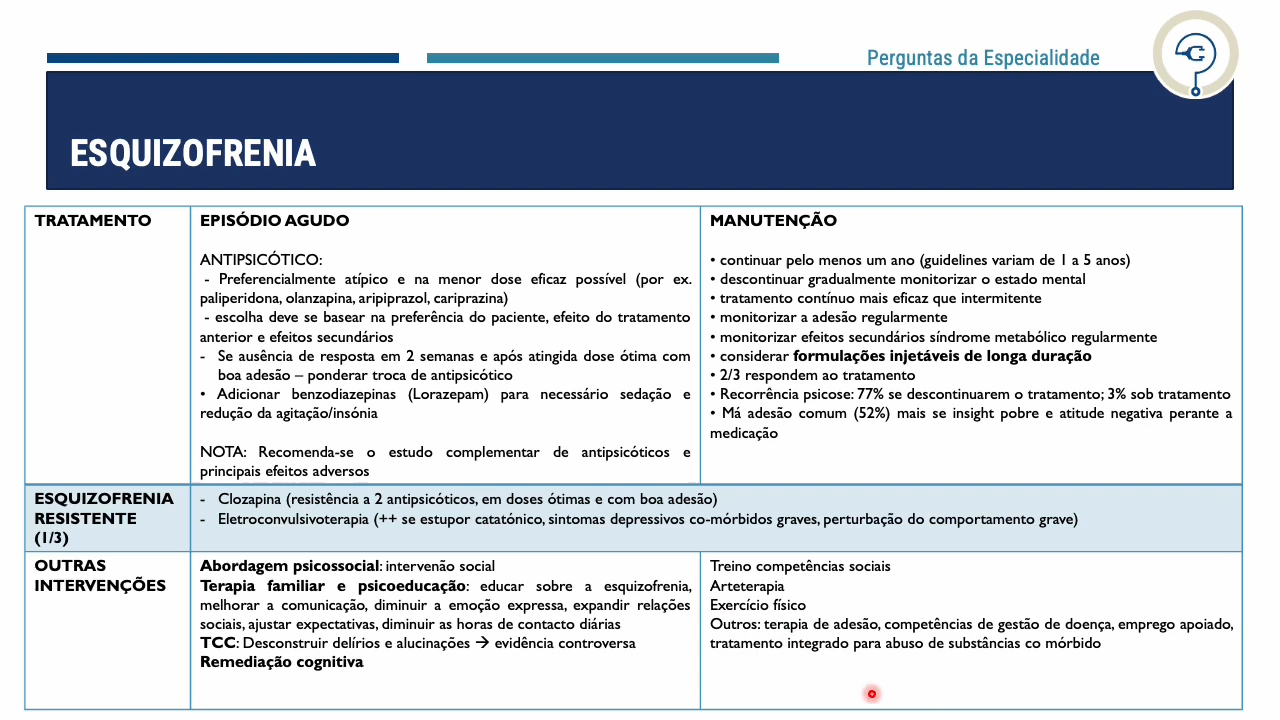 Perguntas da Especialidade
ESQUIZOFRENIA
TRATAMENTO
EPISÓDIO AGUDO
ANTIPSICÓTICO:
- Preferencialmente atípico e na menor dose eficaz possível (por ex.
paliperidona, olanzapina, aripiprazol, cariprazina)
- escolha deve se basear na preferência do paciente, efeito do tratamento
anterior e efeitos secundários
- Se ausência de resposta em 2 semanas e após atingida dose ótima com
boa adesão – ponderar troca de antipsicótico
• Adicionar benzodiazepinas (Lorazepam) para necessário sedação e
redução da agitação/insónia
NOTA: Recomenda-se o estudo complementar de antipsicóticos e
principais efeitos adversos
MANUTENÇÃO
• continuar pelo menos um ano (guidelines variam de 1 a 5 anos)
• descontinuar gradualmente monitorizar o estado mental
• tratamento contínuo mais eficaz que intermitente
• monitorizar a adesão regularmente
• monitorizar efeitos secundários síndrome metabólico regularmente
• considerar formulações injetáveis de longa duração
• 2/3 respondem ao tratamento
• Recorrência psicose: 77% se descontinuarem o tratamento; 3% sob tratamento
• Má adesão comum (52%) mais se insight pobre e atitude negativa perante a
medicação
ESQUIZOFRENIA
RESISTENTE
(1/3)
- Clozapina (resistência a 2 antipsicóticos, em doses ótimas e com boa adesão)
- Eletroconvulsivoterapia (++ se estupor catatónico, sintomas depressivos co-mórbidos graves, perturbação do comportamento grave)
OUTRAS
INTERVENÇÕES
Abordagem psicossocial: intervenão social
Terapia familiar e psicoeducação: educar sobre a esquizofrenia,
melhorar a comunicação, diminuir a emoção expressa, expandir relações
sociais, ajustar expectativas, diminuir as horas de contacto diárias
TCC: Desconstruir delírios e alucinações → evidência controversa
Remediação cognitiva
Treino competências sociais
Arteterapia
Exercício físico
Outros: terapia de adesão, competências de gestão de doença, emprego apoiado,
tratamento integrado para abuso de substâncias co mórbido